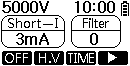 5000V 10:00
Short-I Filter
3mA 0
OFF H.V TIME